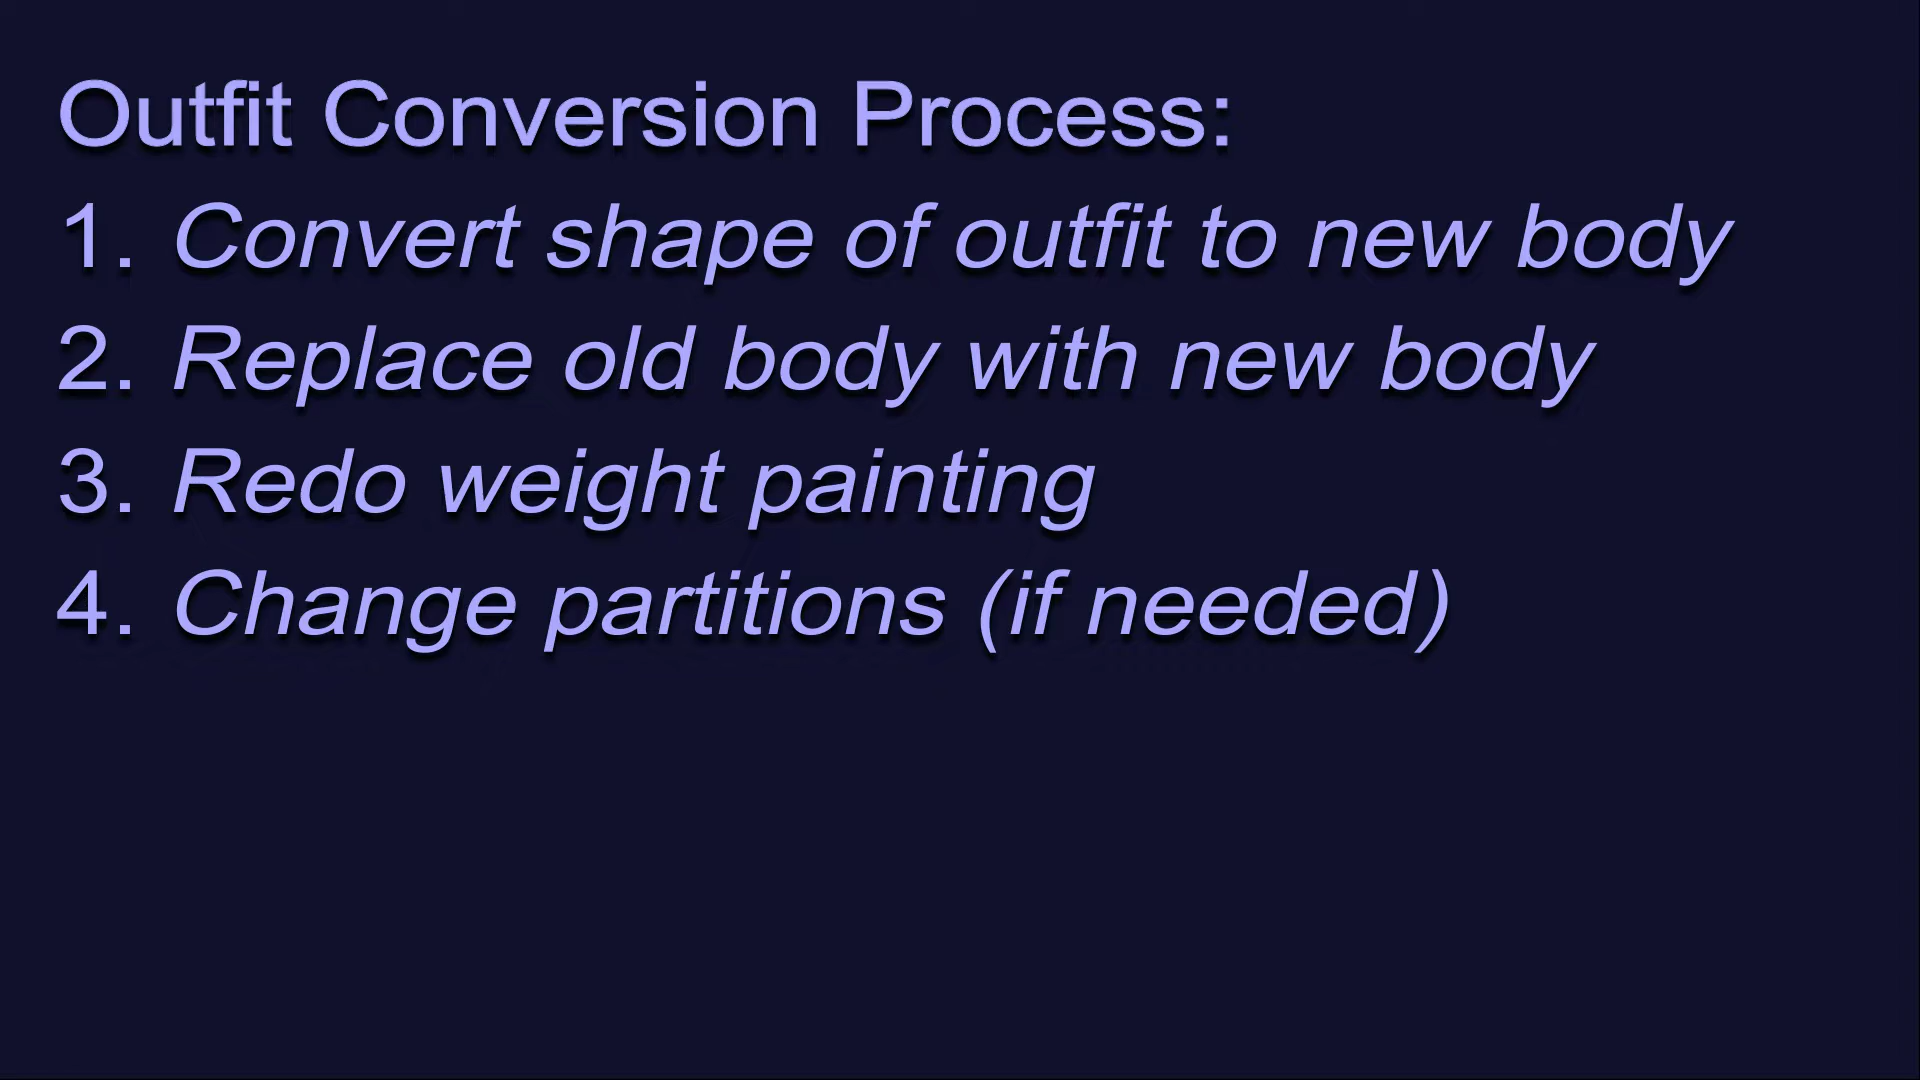 Outfit Conversion Process:
1. Convert shape of outfit to new body
2. Replace old body with new body
3. Redo weight painting
4. Change partitions (if needed)